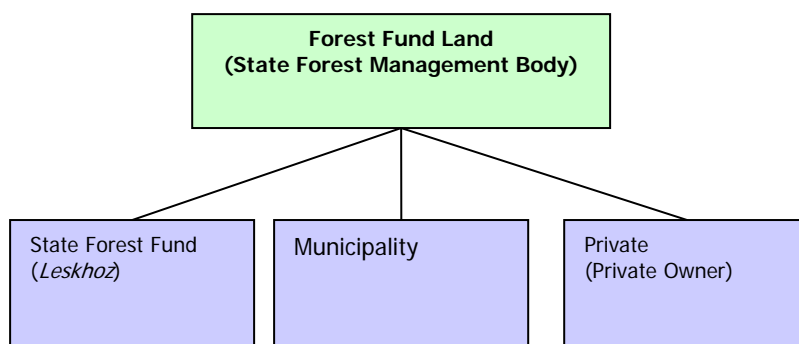 Forest Fund Land
(State Forest Management Body)
State Forest Fund
(Leskhoz)
Municipality
Private
(Private Owner)